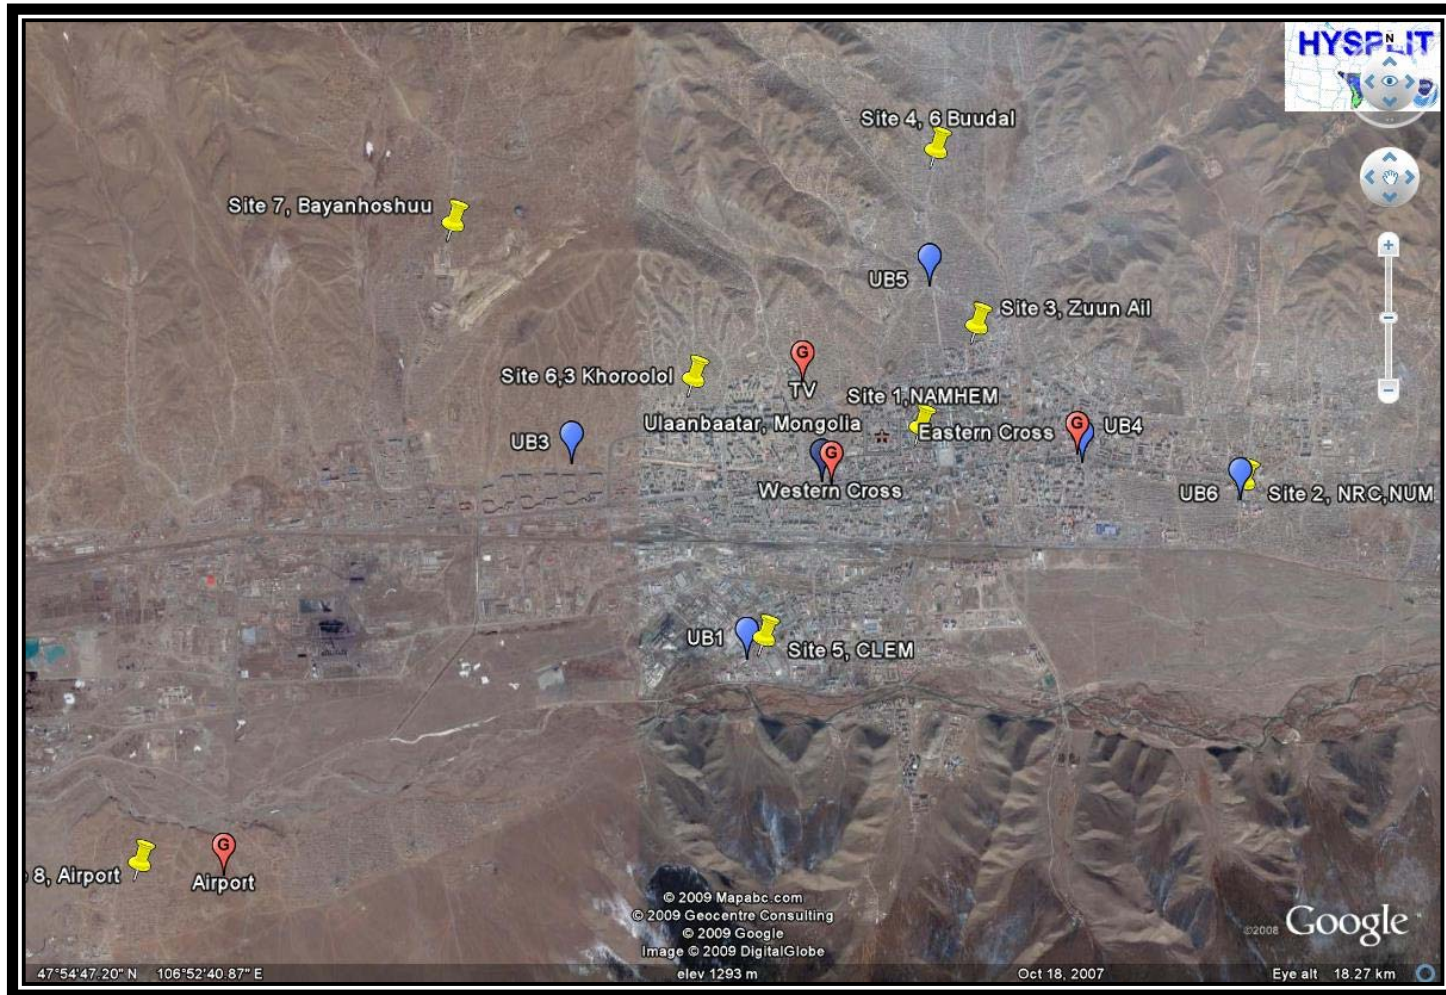 HYSPLIT
N
Site 4, 6 Buudal
Site 7, Bayanhoshuu
UB5
Site 3, Zuun Ail
G
TV
Site 6,3 Khoroolol
Site 1,NAMHEM
Ulaanbaatar, Mongolia
Eastern Cross
G
UB4
UB3
G
Western Cross
UB6
Site 2, NRC,NUM
UB1
Site 5, CLEM
8, Airport
G
Airport
© 2009 Mapabc.com
© 2009 Geocentre Consulting
© 2009 Google
Image © 2009 DigitalGlobe
©2008 Google
47°54'47.20" N 106°52'40.87" E elev 1293 m Oct 18, 2007 Eye alt 18.27 km